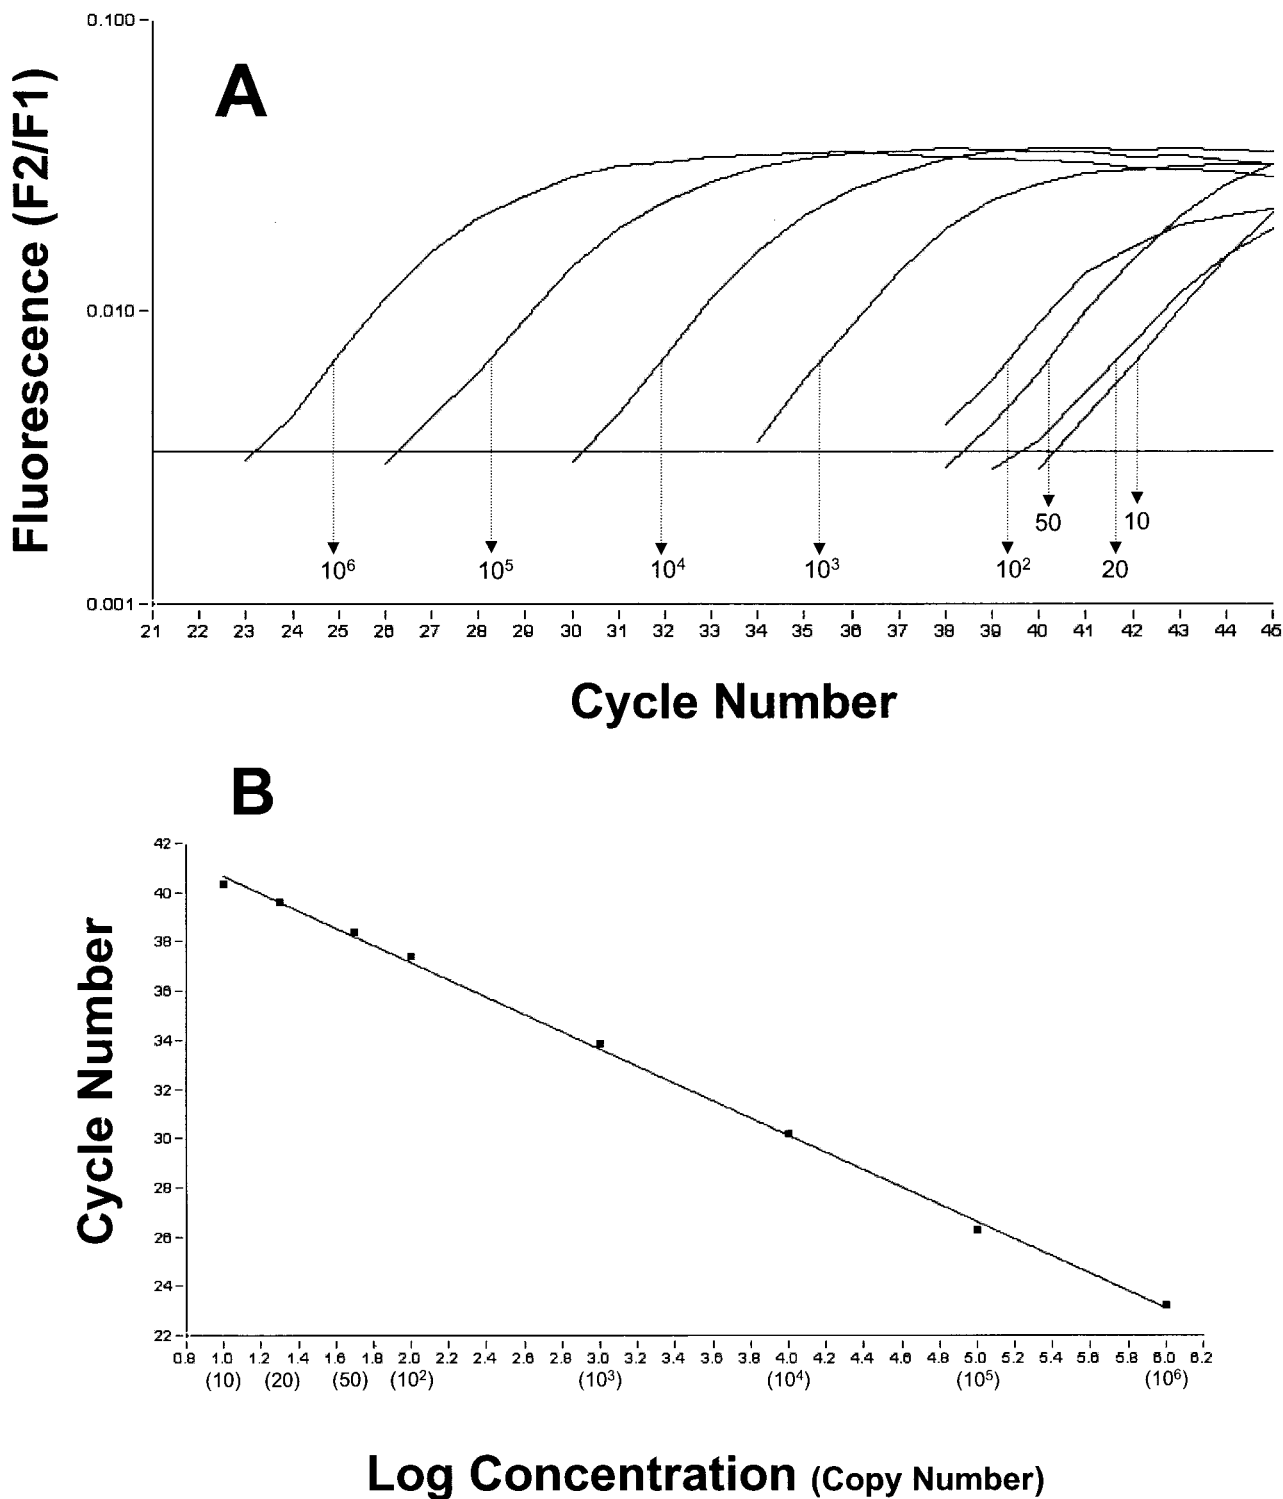 0.100
A
Fluorescence (F2/F1)
0.010
50
10
10⁶
10⁵
10⁴
10³
10²
20
0.001
21 22 23 24 25 26 27 28 29 30 31 32 33 34 35 36 37 38 39 40 41 42 43 44 45
Cycle Number
B
42
40
38
36
34
32
30
28
26
24
22
Cycle Number
0.8 1.0 1.2 1.4 1.6 1.8 2.0 2.2 2.4 2.6 2.8 3.0 3.2 3.4 3.6 3.8 4.0 4.2 4.4 4.6 4.8 5.0 5.2 5.4 5.6 5.8 6.0 6.2
(10) (20) (50) (10²) (10³) (10⁴) (10⁵) (10⁶)
Log Concentration (Copy Number)